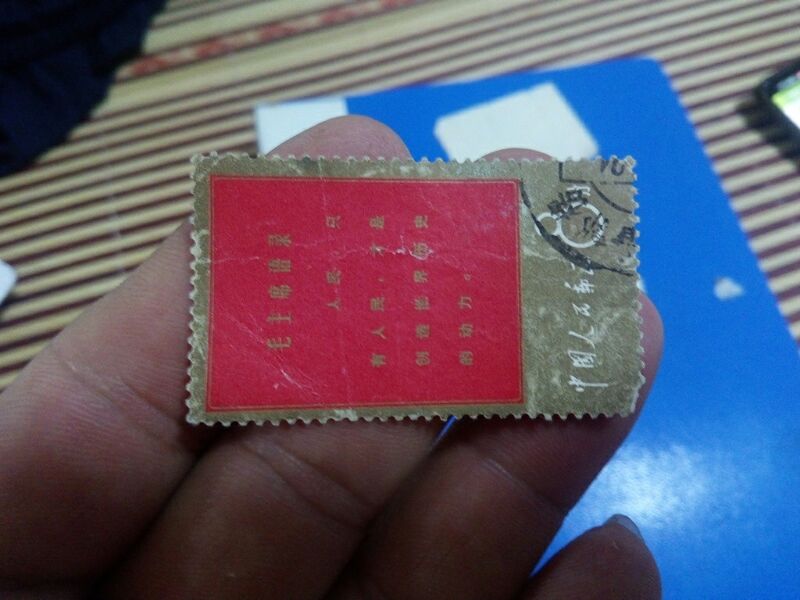 毛主席语录
人民，只
有人民，才是
创造世界历史
的动力。
中国人民邮
8